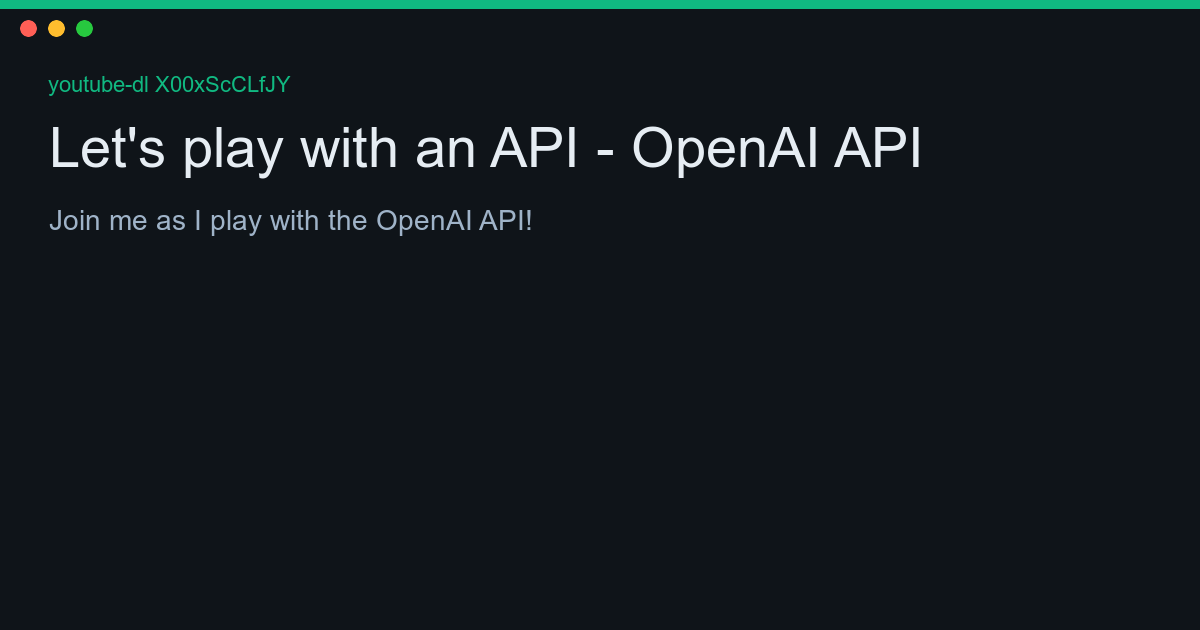 youtube-dl X00xScCLfJY
Let's play with an API - OpenAI API
Join me as I play with the OpenAI API!